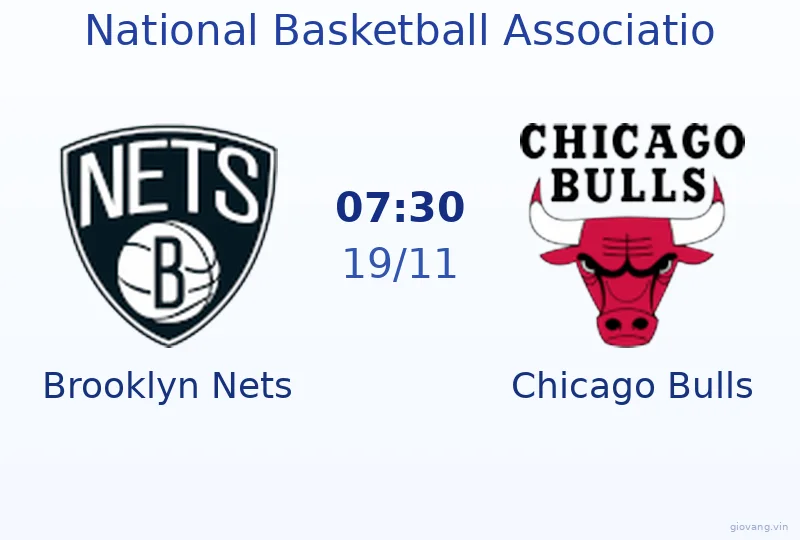 National Basketball Associatio
NETS
B
CHICAGO
BULLS
07:30
19/11
Brooklyn Nets
Chicago Bulls
giovang.vin